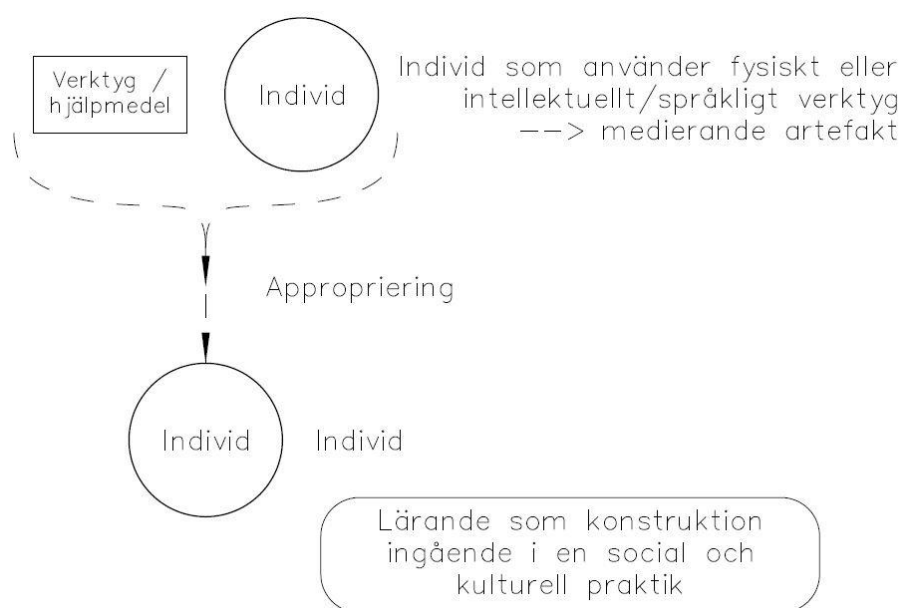 Verktyg /
hjälpmedel
Individ
Individ som använder fysiskt eller
intellektuellt/språkligt verktyg
--> medierande artefakt
Appropriering
Individ
Individ
Lärande som konstruktion
ingående i en social och
kulturell praktik